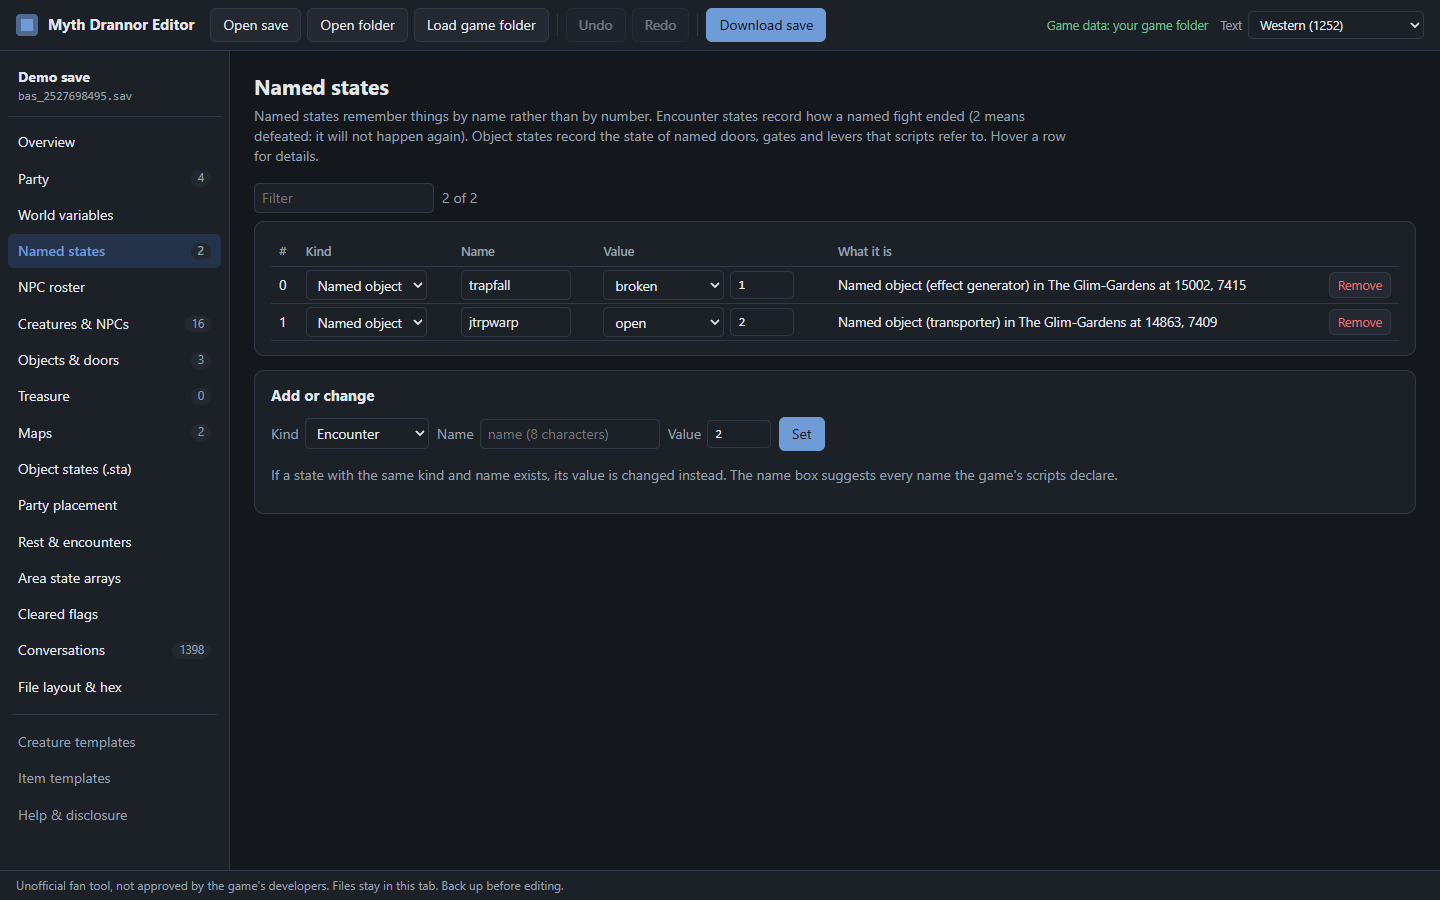 Myth Drannor Editor
Open save
Open folder
Load game folder
Undo
Redo
Download save
Game data: your game folder
Text
Western (1252)
Demo save
bas_2527698495.sav
Overview
Party 4
World variables
Named states 2
NPC roster
Creatures & NPCs 16
Objects & doors 3
Treasure 0
Maps 2
Object states (.sta)
Party placement
Rest & encounters
Area state arrays
Cleared flags
Conversations 1398
File layout & hex
Creature templates
Item templates
Help & disclosure
Named states
Named states remember things by name rather than by number. Encounter states record how a named fight ended (2 means
defeated: it will not happen again). Object states record the state of named doors, gates and levers that scripts refer to. Hover a row
for details.
Filter 2 of 2
# Kind Name Value What it is
0 Named object trapfall broken 1 Named object (effect generator) in The Glim-Gardens at 15002, 7415 Remove
1 Named object jtrpwarp open 2 Named object (transporter) in The Glim-Gardens at 14863, 7409 Remove
Add or change
Kind Encounter Name name (8 characters) Value 2 Set
If a state with the same kind and name exists, its value is changed instead. The name box suggests every name the game's scripts declare.
Unofficial fan tool, not approved by the game's developers. Files stay in this tab. Back up before editing.